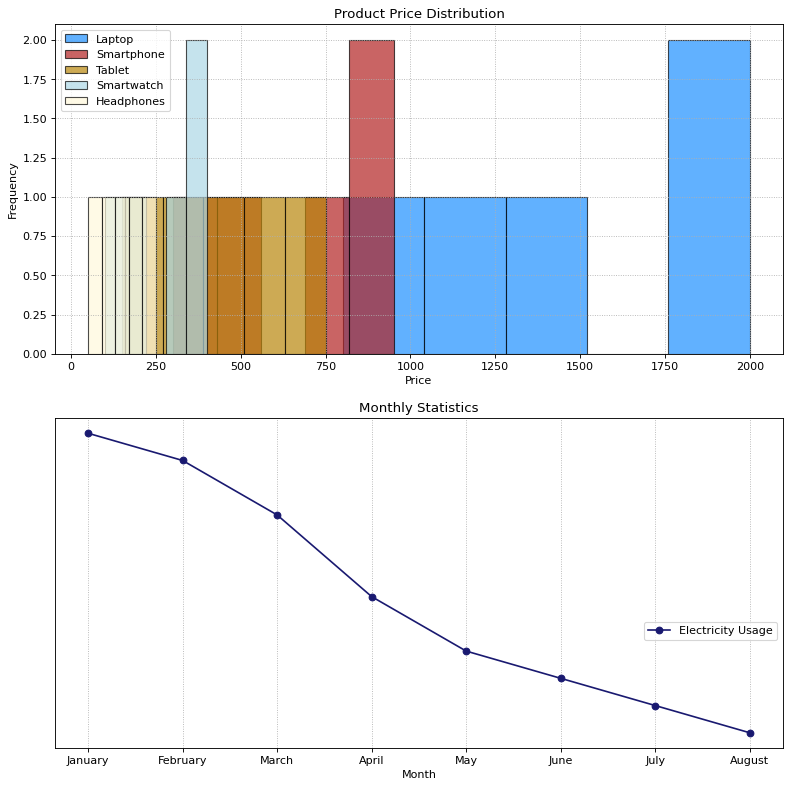 Product Price Distribution
Laptop
Smartphone
Tablet
Smartwatch
Headphones
2.00
1.75
1.50
1.25
1.00
0.75
0.50
0.25
0.00
Frequency
0 250 500 750 1000 1250 1500 1750 2000
Price
Monthly Statistics
Electricity Usage
January February March April May June July August
Month